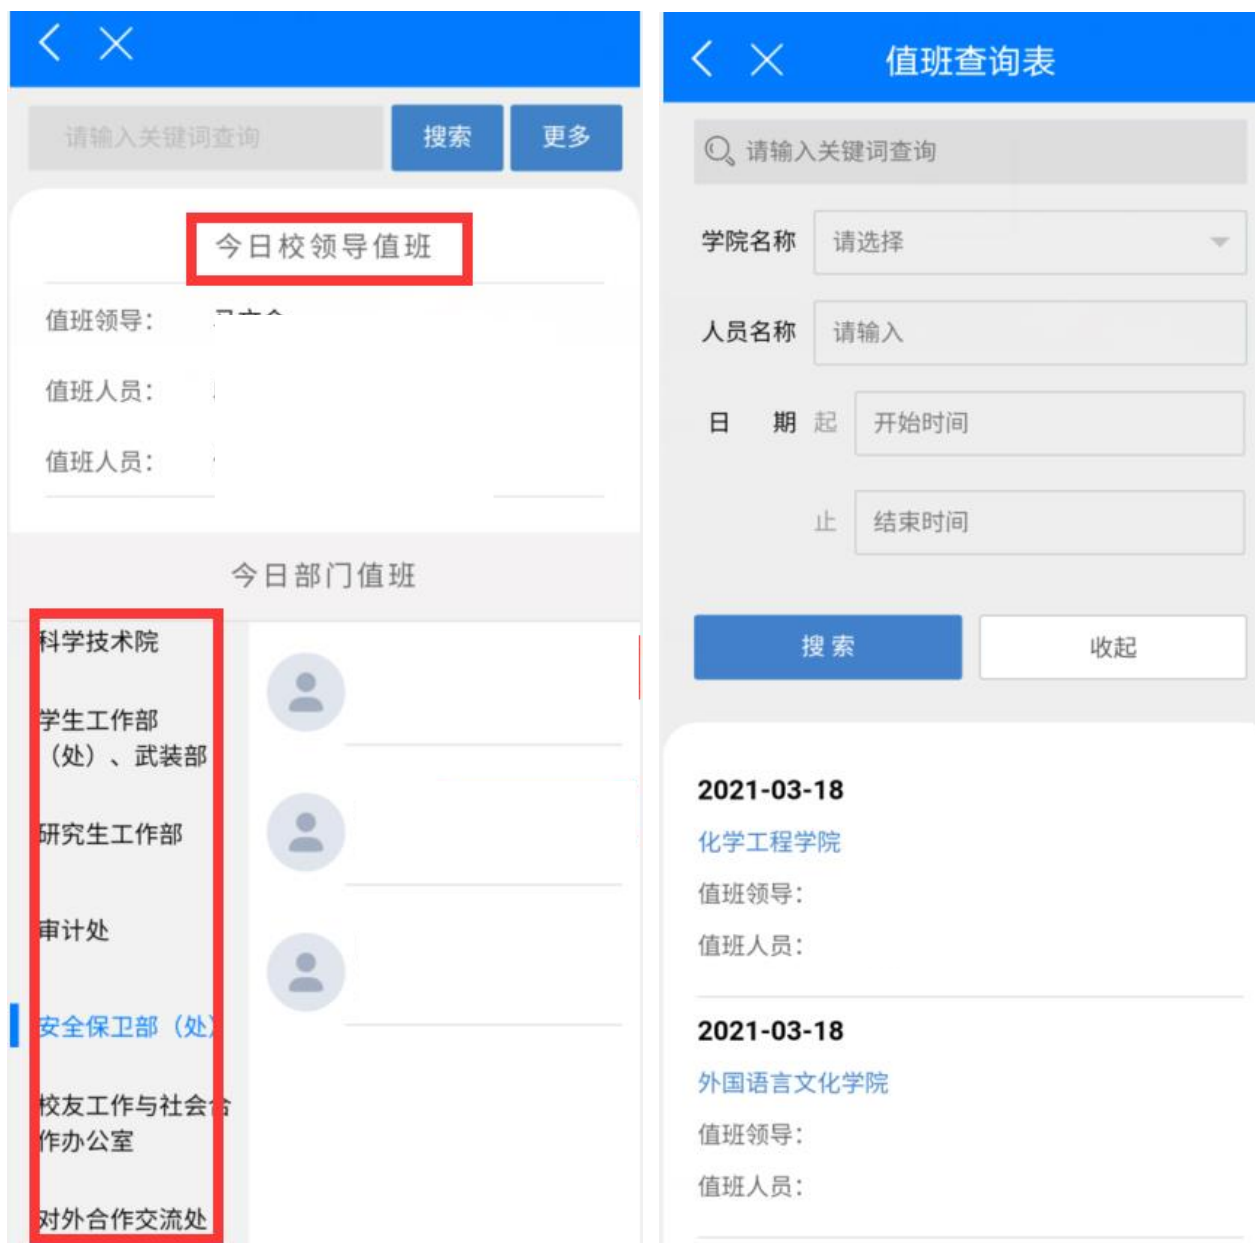 请输入关键词查询
搜索
更多
今日校领导值班
值班领导：
值班人员：
值班人员：
今日部门值班
科学技术院
学生工作部
（处）、武装部
研究生工作部
审计处
安全保卫部（处）
校友工作与社会合
作办公室
对外合作交流处
值班查询表
请输入关键词查询
学院名称 请选择
人员名称 请输入
日 期 起 开始时间
止 结束时间
搜 索
收起
2021-03-18
化学工程学院
值班领导：
值班人员：
2021-03-18
外国语言文化学院
值班领导：
值班人员：